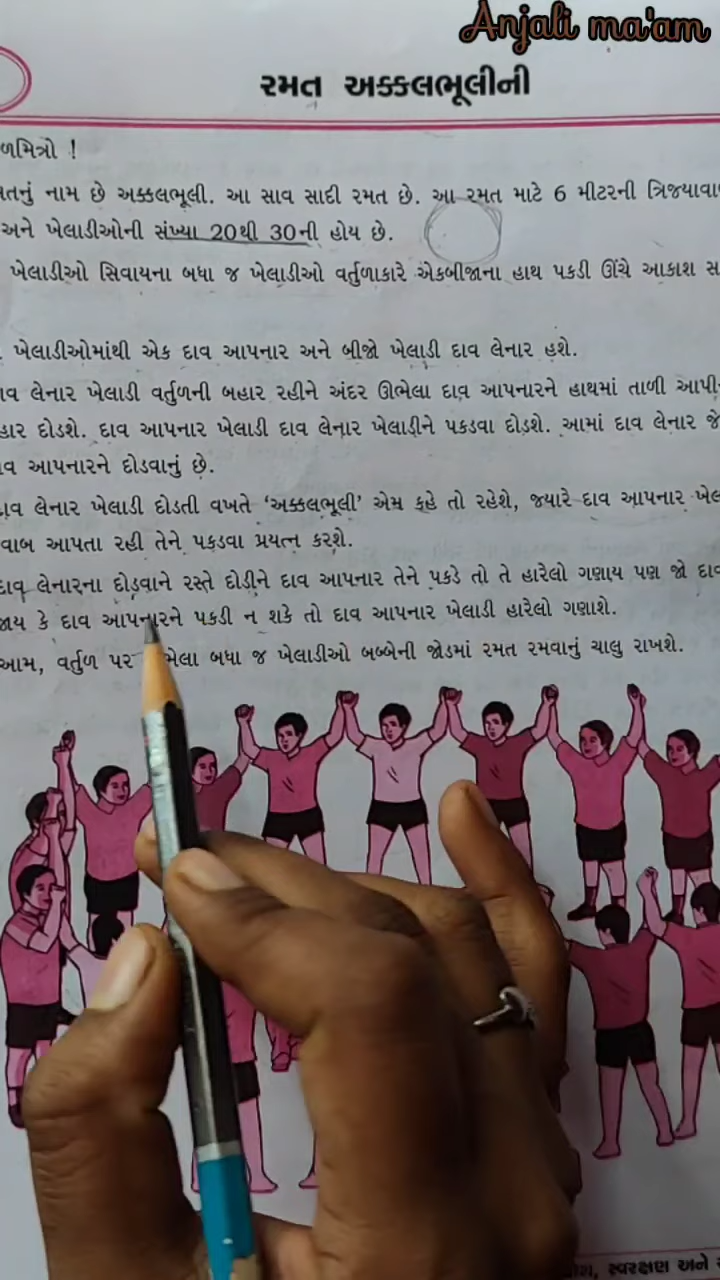 Anjali ma'am
રમત અક્કલભૂલીની
ળમિત્રો !
નું નામ છે અક્કલભૂલી. આ સાવ સાદી રમત છે. આ રમત માટે 6 મીટરની ત્રિજ્યાવા
અને ખેલાડીઓની સંખ્યા 20થી 30ની હોય છે.
ખેલાડીઓ સિવાયના બધા જ ખેલાડીઓ વર્તુળાકારે એકબીજાના હાથ પકડી ઊંચે આકાશ
ખેલાડીઓમાંથી એક દાવ આપનાર અને બીજો ખેલાડી દાવ લેનાર હશે.
લેનાર ખેલાડી વર્તુળની બહાર રહીને અંદર ઊભેલા દાવ આપનારને હાથમાં તાળી આપી
હાર દોડશે. દાવ આપનાર ખેલાડી દાવ લેનાર ખેલાડીને પકડવા દોડશે. આમાં દાવ લેનાર જે
આપનારને દોડવાનું છે.
લેનાર ખેલાડી દોડતી વખતે ‘અક્કલભૂલી’ એમ કહે તો રહેશે, જ્યારે દાવ આપનાર ખેલ
વાબ આપતા રહી તેને પકડવા પ્રયત્ન કરશે.
દાવ લેનારના દોડવાને રસ્તે દોડીને દાવ આપનાર તેને પકડે તો તે હારેલો ગણાય પણ જો દાવ
જાય કે દાવ આપનારને પકડી ન શકે તો દાવ આપનાર ખેલાડી હારેલો ગણાશે.
આમ, વર્તુળ પર ભેલા બધા જ ખેલાડીઓ બબ્બેની જોડમાં રમત રમવાનું ચાલુ રાખશે.
સ્વરક્ષણ અને